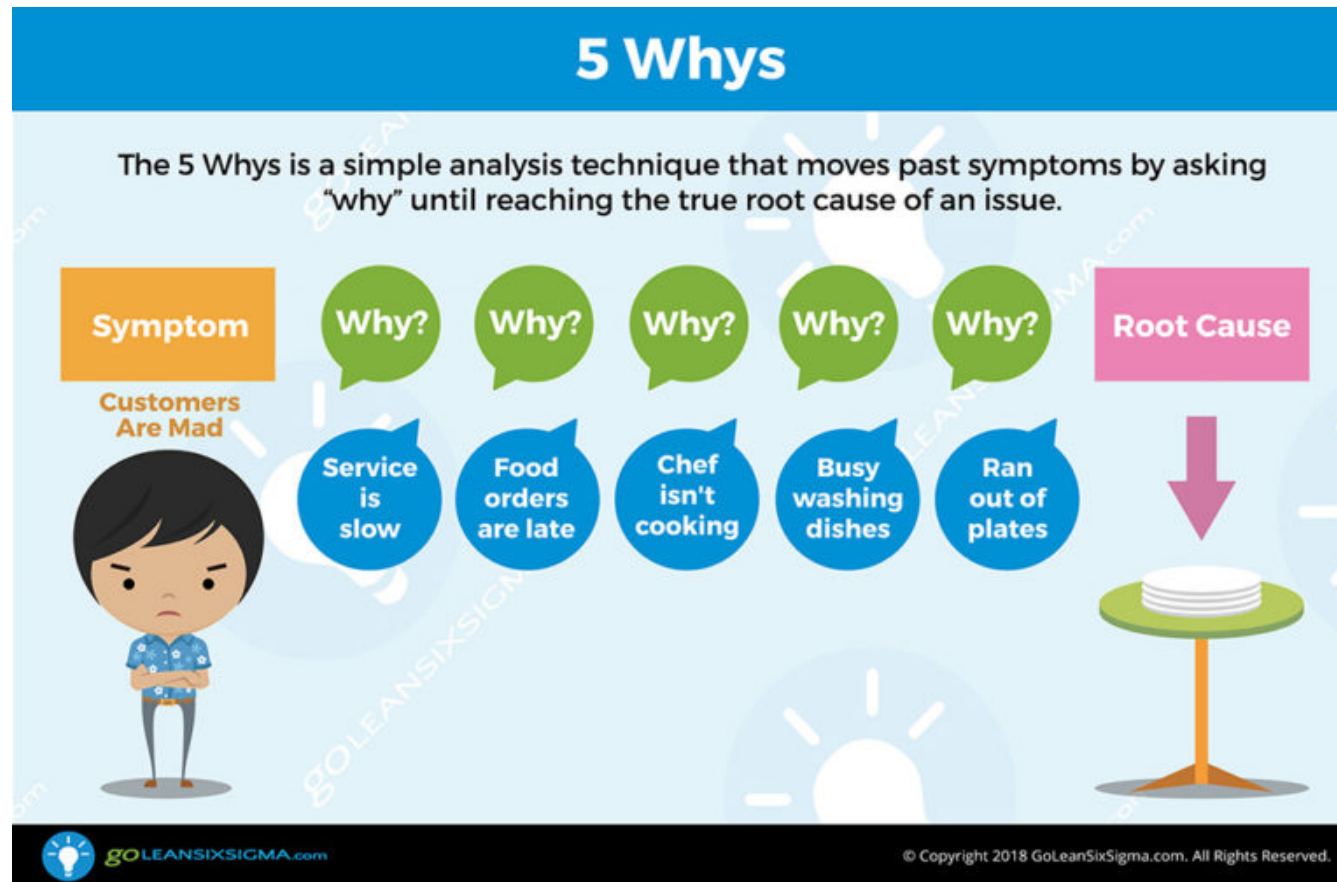 5 Whys
The 5 Whys is a simple analysis technique that moves past symptoms by asking
“why” until reaching the true root cause of an issue.
Symptom
Customers
Are Mad
Why?
Why?
Why?
Why?
Why?
Service
is
slow
Food
orders
are late
Chef
isn't
cooking
Busy
washing
dishes
Ran
out of
plates
Root Cause
goLEANSIXSIGMA.com
© Copyright 2018 GoLeanSixSigma.com. All Rights Reserved.